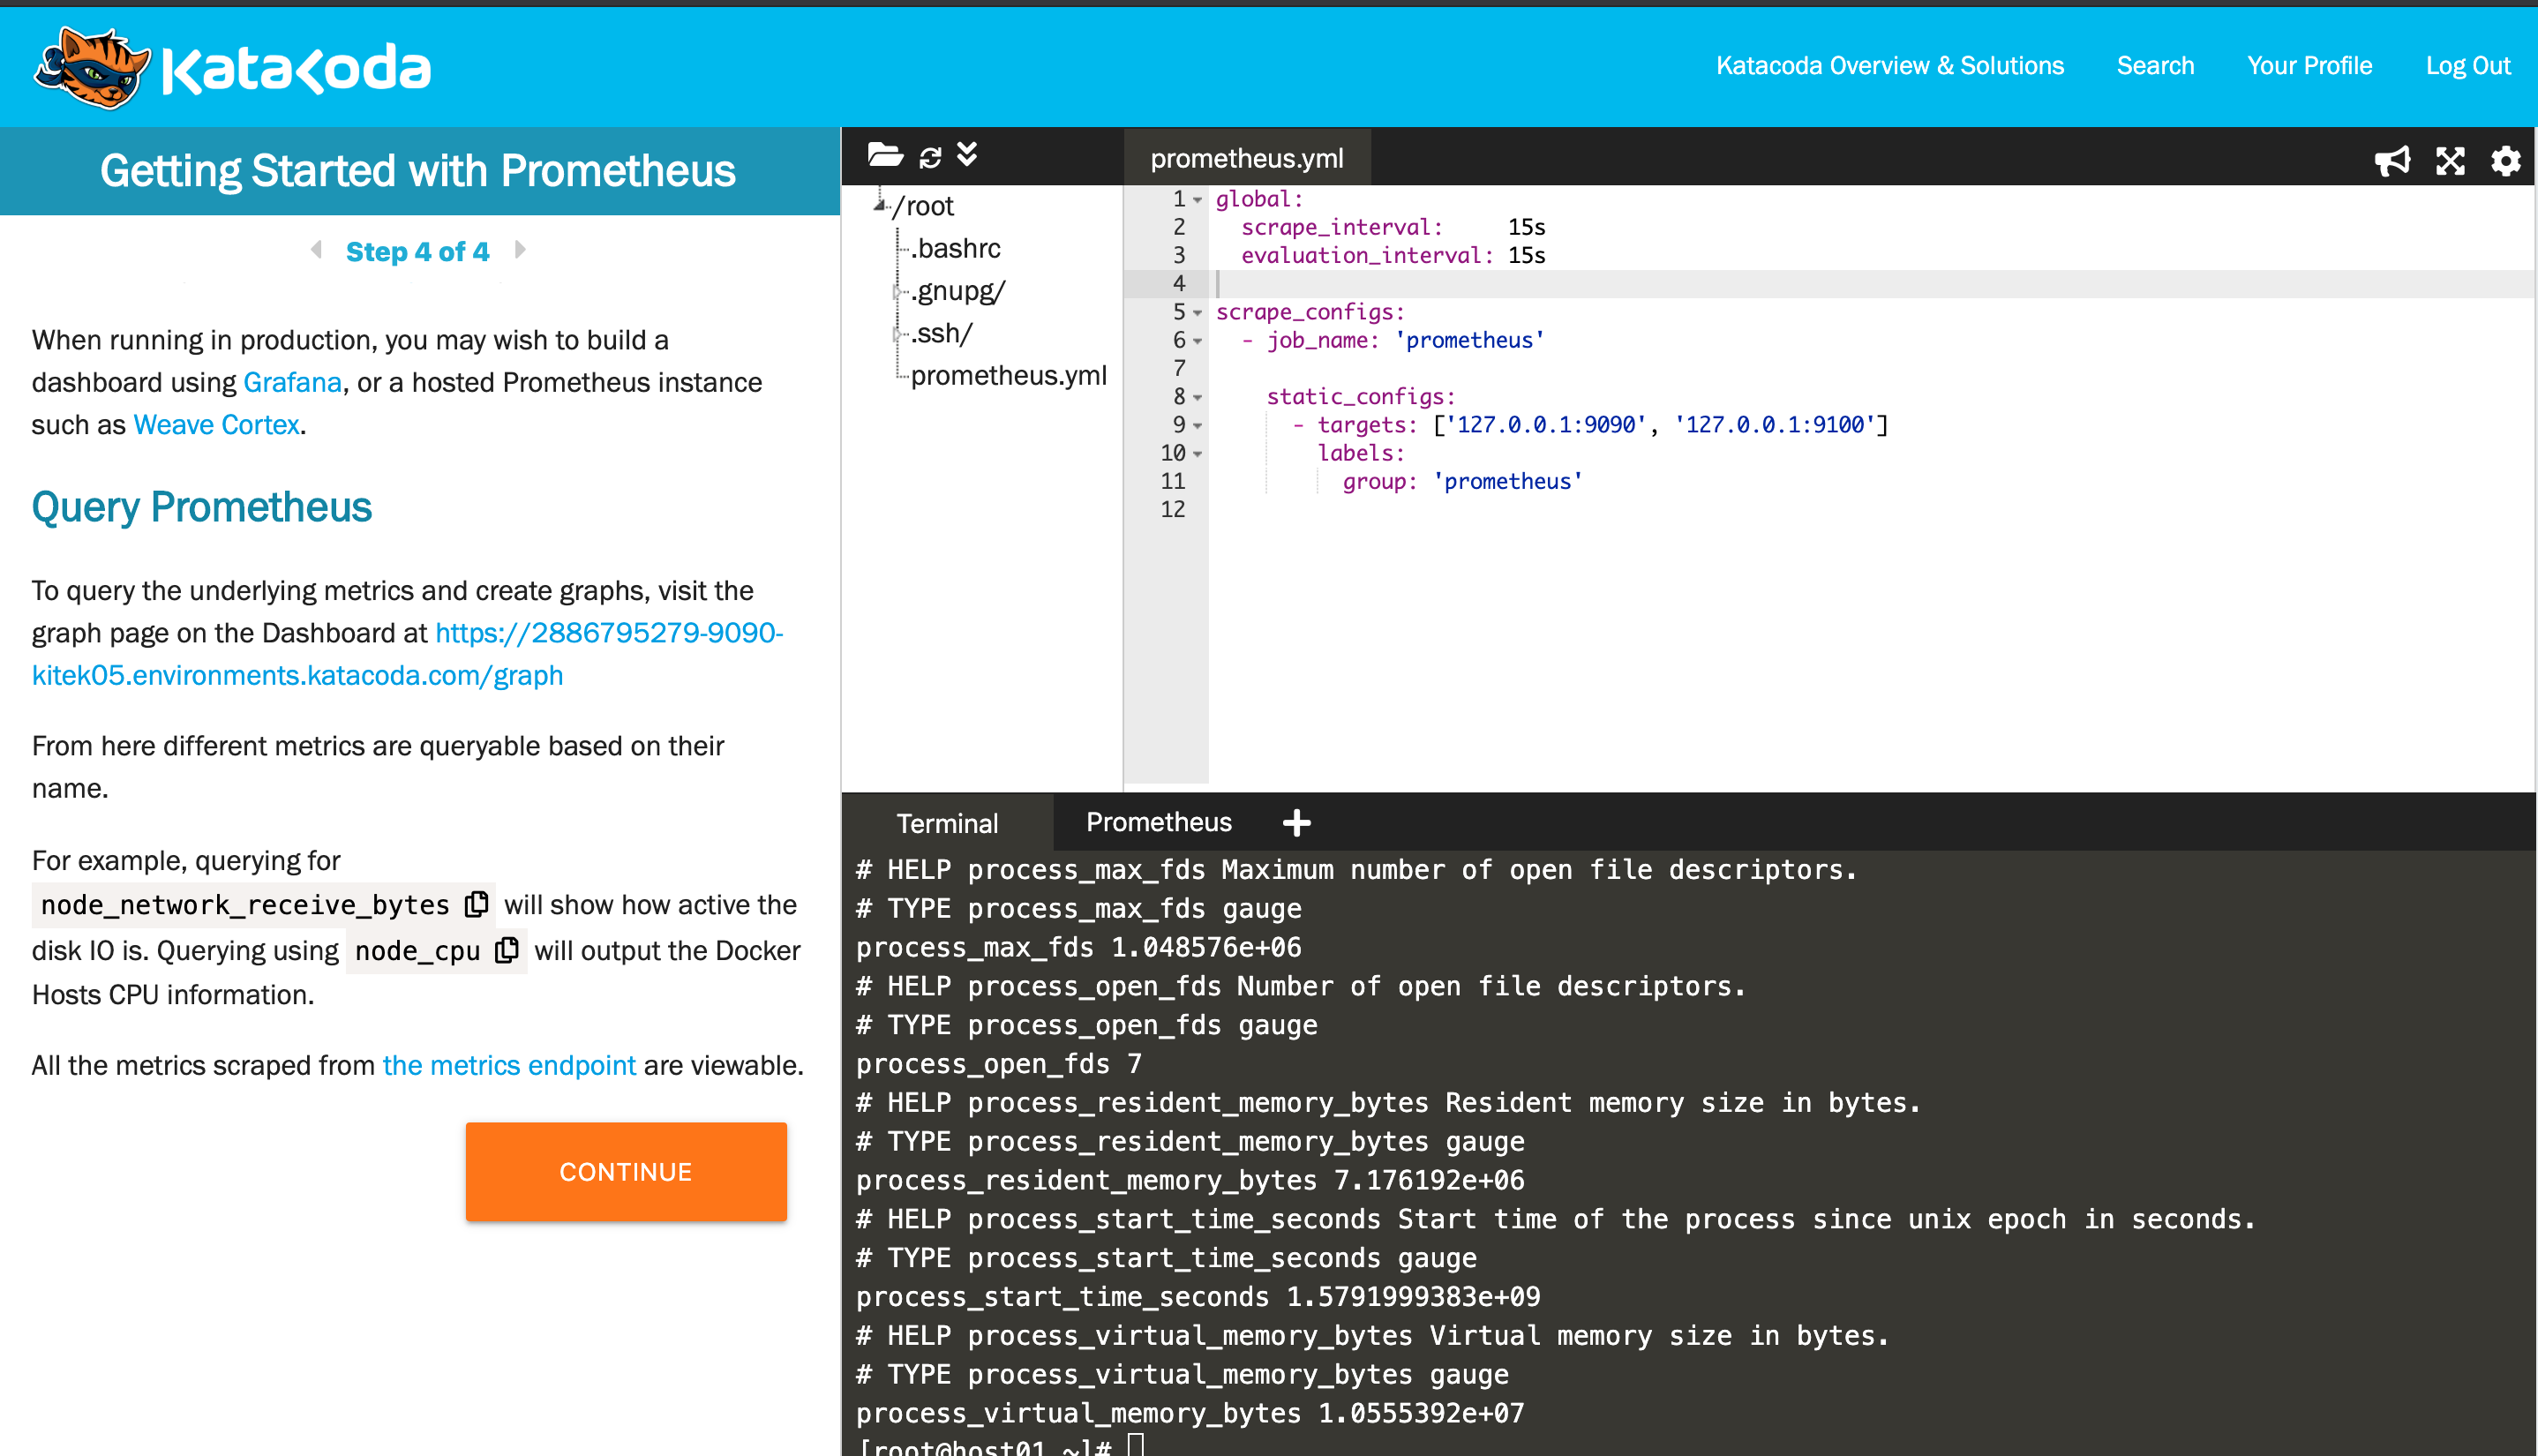 Katacoda
Katacoda Overview & Solutions
Search
Your Profile
Log Out
Getting Started with Prometheus
Step 4 of 4
When running in production, you may wish to build a
dashboard using Grafana, or a hosted Prometheus instance
such as Weave Cortex.
Query Prometheus
To query the underlying metrics and create graphs, visit the
graph page on the Dashboard at https://2886795279-9090-
kitek05.environments.katacoda.com/graph
From here different metrics are queryable based on their
name.
For example, querying for
node_network_receive_bytes will show how active the
disk IO is. Querying using node_cpu will output the Docker
Hosts CPU information.
All the metrics scraped from the metrics endpoint are viewable.
CONTINUE
/root
.bashrc
.gnupg/
.ssh/
prometheus.yml
prometheus.yml
1 global:
2   scrape_interval:     15s
3   evaluation_interval: 15s
4
5 scrape_configs:
6   - job_name: 'prometheus'
7
8     static_configs:
9       - targets: ['127.0.0.1:9090', '127.0.0.1:9100']
10         labels:
11           group: 'prometheus'
12
Terminal
Prometheus
# HELP process_max_fds Maximum number of open file descriptors.
# TYPE process_max_fds gauge
process_max_fds 1.048576e+06
# HELP process_open_fds Number of open file descriptors.
# TYPE process_open_fds gauge
process_open_fds 7
# HELP process_resident_memory_bytes Resident memory size in bytes.
# TYPE process_resident_memory_bytes gauge
process_resident_memory_bytes 7.176192e+06
# HELP process_start_time_seconds Start time of the process since unix epoch in seconds.
# TYPE process_start_time_seconds gauge
process_start_time_seconds 1.5791999383e+09
# HELP process_virtual_memory_bytes Virtual memory size in bytes.
# TYPE process_virtual_memory_bytes gauge
process_virtual_memory_bytes 1.0555392e+07
[root@host01 ~]#